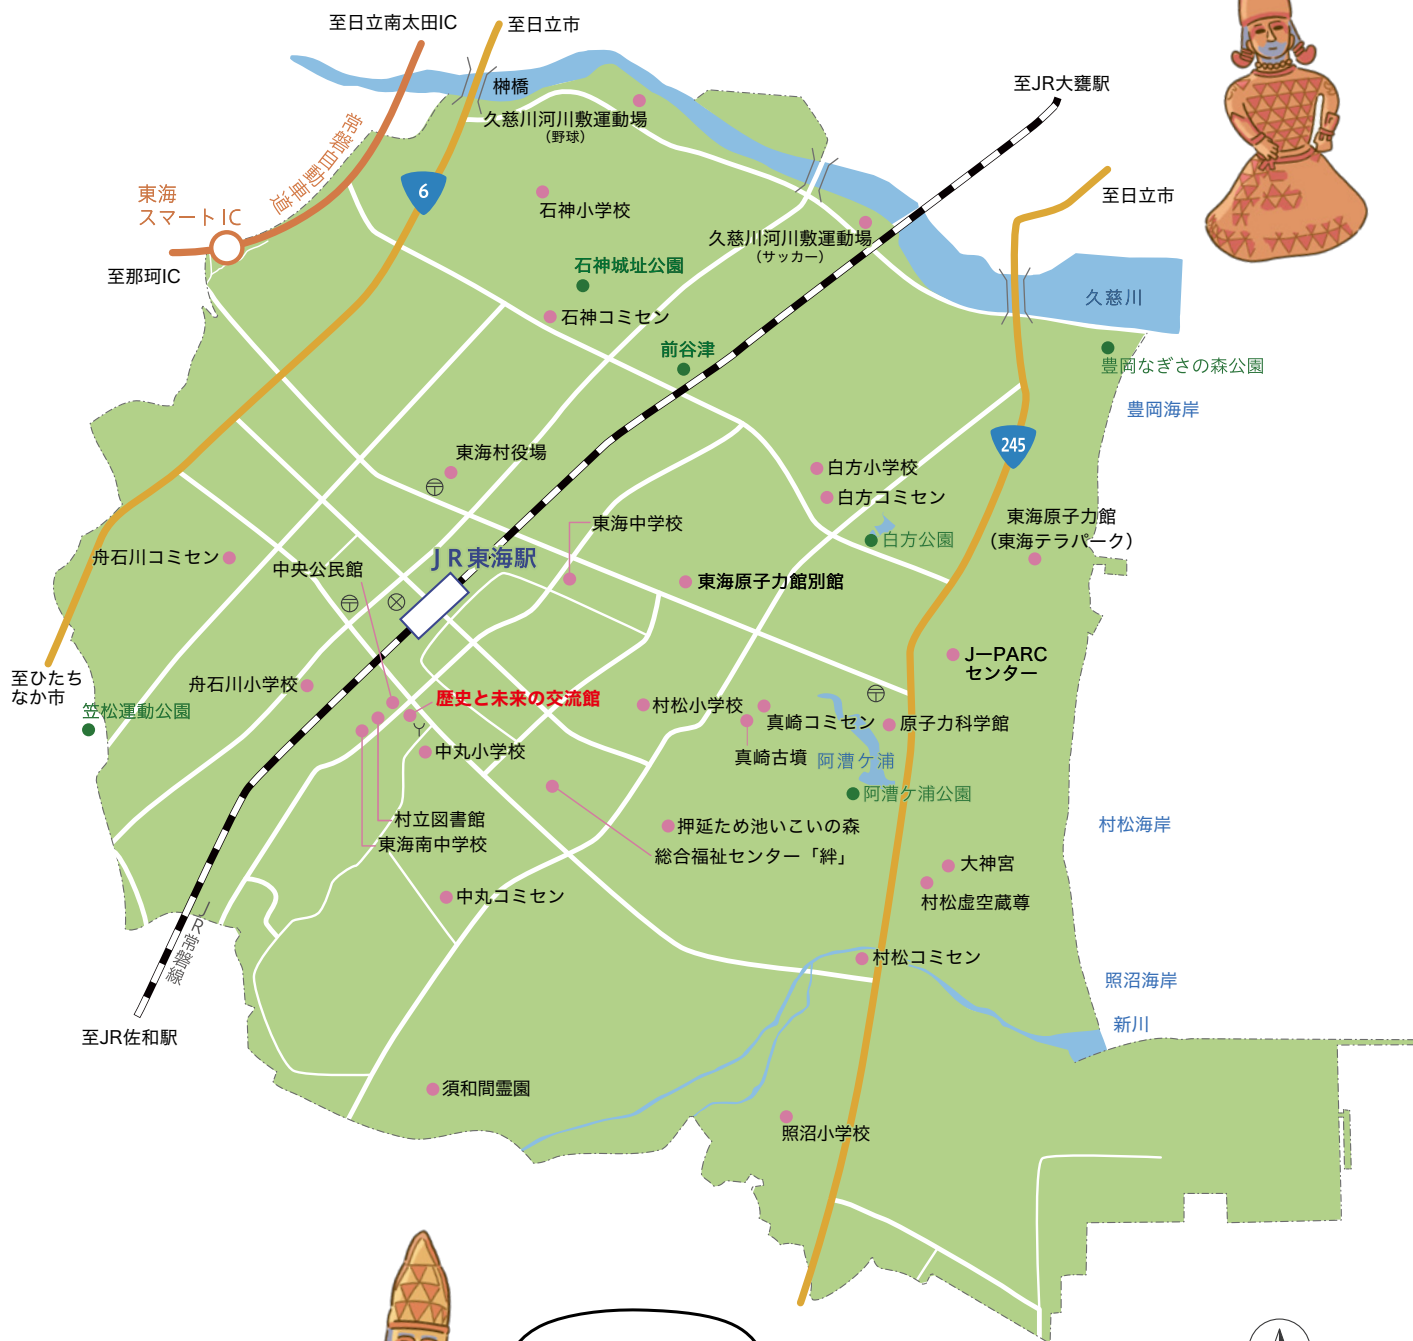 至日立南太田IC
至日立市
榊橋
久慈川河川敷運動場
（野球）
至JR大甕駅
常磐自動車道
6
東海
スマートIC
至那珂IC
石神小学校
石神城址公園
石神コミセン
久慈川河川敷運動場
（サッカー）
至日立市
久慈川
前谷津
豊岡なぎさの森公園
豊岡海岸
245
東海村役場
白方小学校
白方コミセン
東海中学校
白方公園
東海原子力館
（東海テラパーク）
舟石川コミセン
中央公民館
JR東海駅
東海原子力館別館
J－PARC
センター
至ひたち
なか市
笠松運動公園
舟石川小学校
歴史と未来の交流館
村松小学校
真崎コミセン
真崎古墳
原子力科学館
阿漕ケ浦
阿漕ケ浦公園
中丸小学校
村立図書館
東海南中学校
押延ため池いこいの森
総合福祉センター「絆」
村松海岸
大神宮
村松虚空蔵尊
中丸コミセン
JR常磐線
至JR佐和駅
村松コミセン
照沼海岸
新川
須和間霊園
照沼小学校